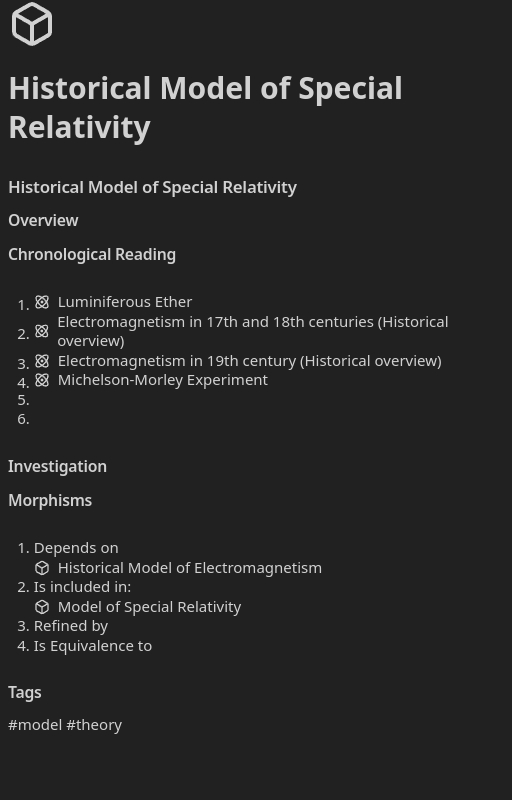 Historical Model of Special
Relativity
Historical Model of Special Relativity
Overview
Chronological Reading
1. Luminiferous Ether
2. Electromagnetism in 17th and 18th centuries (Historical
overview)
3. Electromagnetism in 19th century (Historical overview)
4. Michelson-Morley Experiment
5.
6.
Investigation
Morphisms
1. Depends on
Historical Model of Electromagnetism
2. Is included in:
Model of Special Relativity
3. Refined by
4. Is Equivalence to
Tags
#model #theory